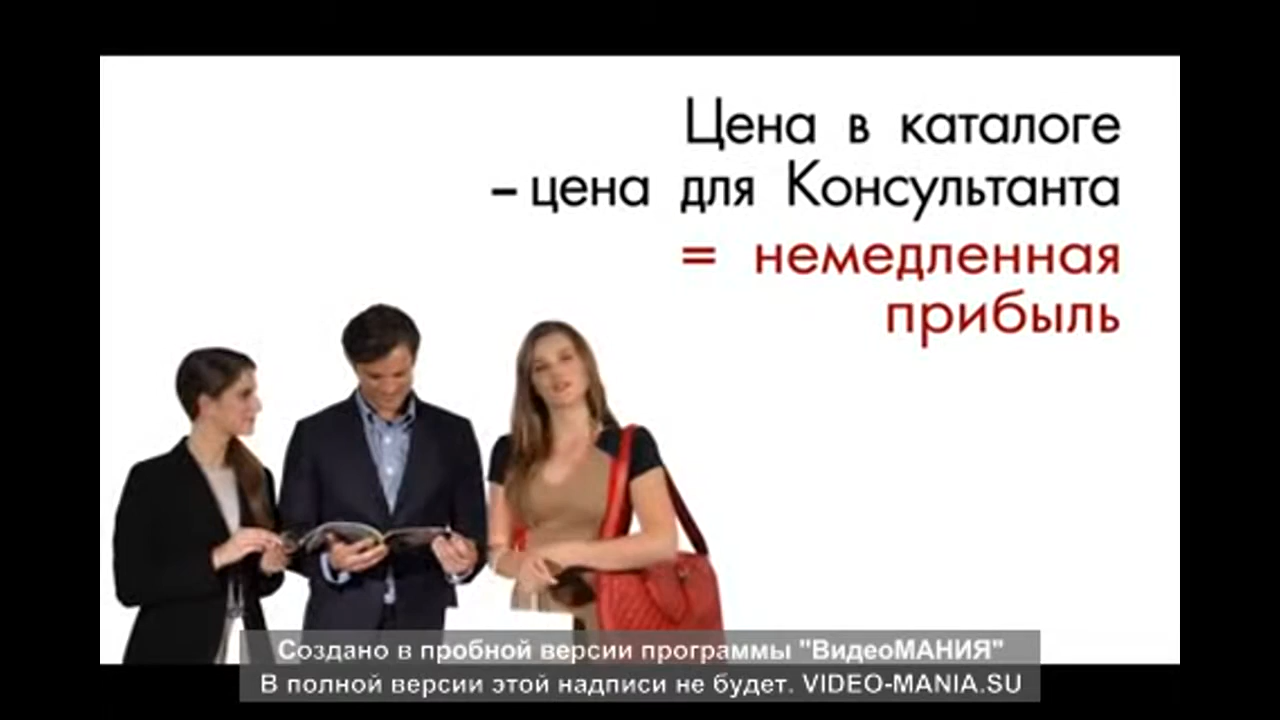 Цена в каталоге
– цена для Консультанта
= немедленная
прибыль
Создано в пробной версии программы "ВидеоМАНИЯ"
В полной версии этой надписи не будет. VIDEO-MANIA.SU